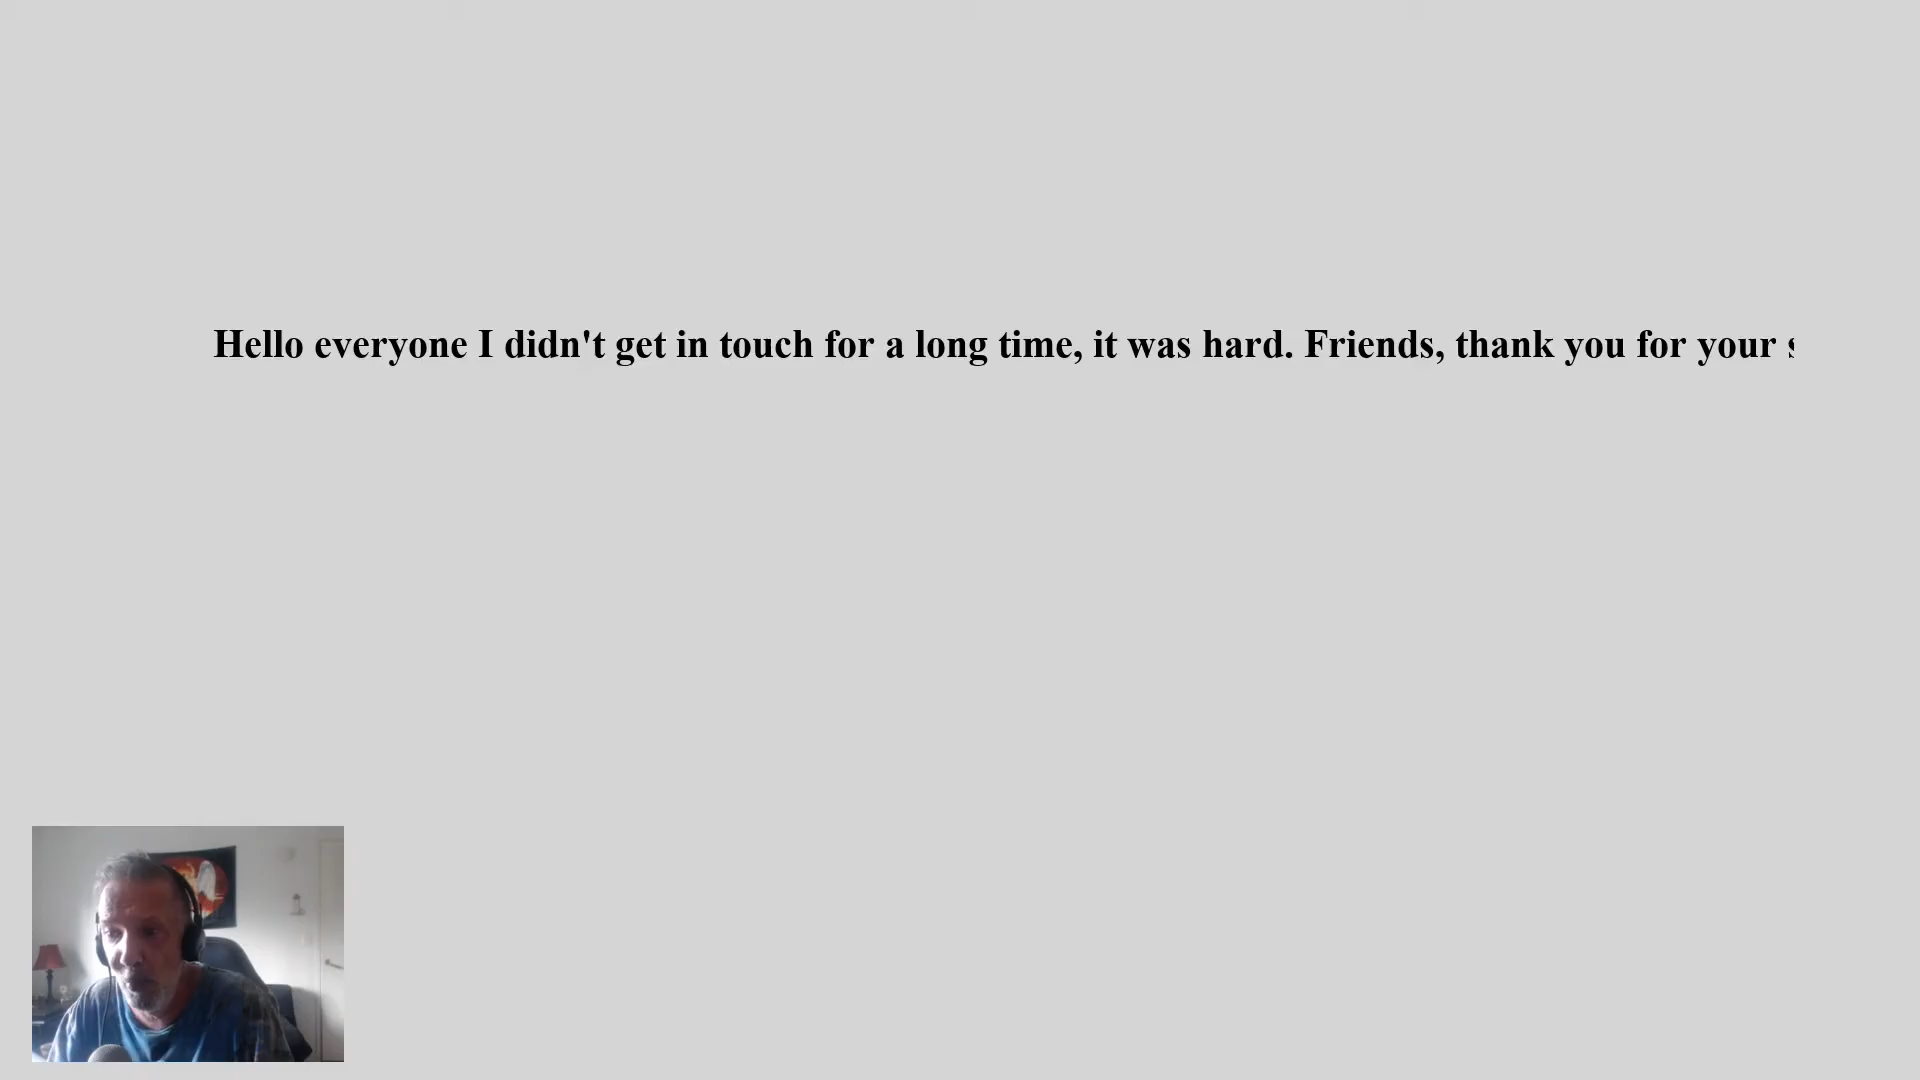 Hello everyone I didn't get in touch for a long time, it was hard. Friends, thank you for your